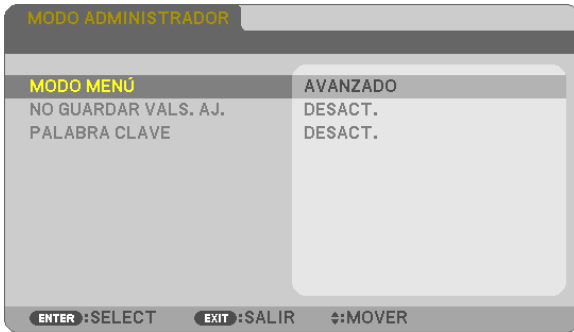 MODO ADMINISTRADOR
MODO MENÚ AVANZADO
NO GUARDAR VALS. AJ. DESACT.
PALABRA CLAVE DESACT.
ENTER :SELECT EXIT :SALIR :MOVER